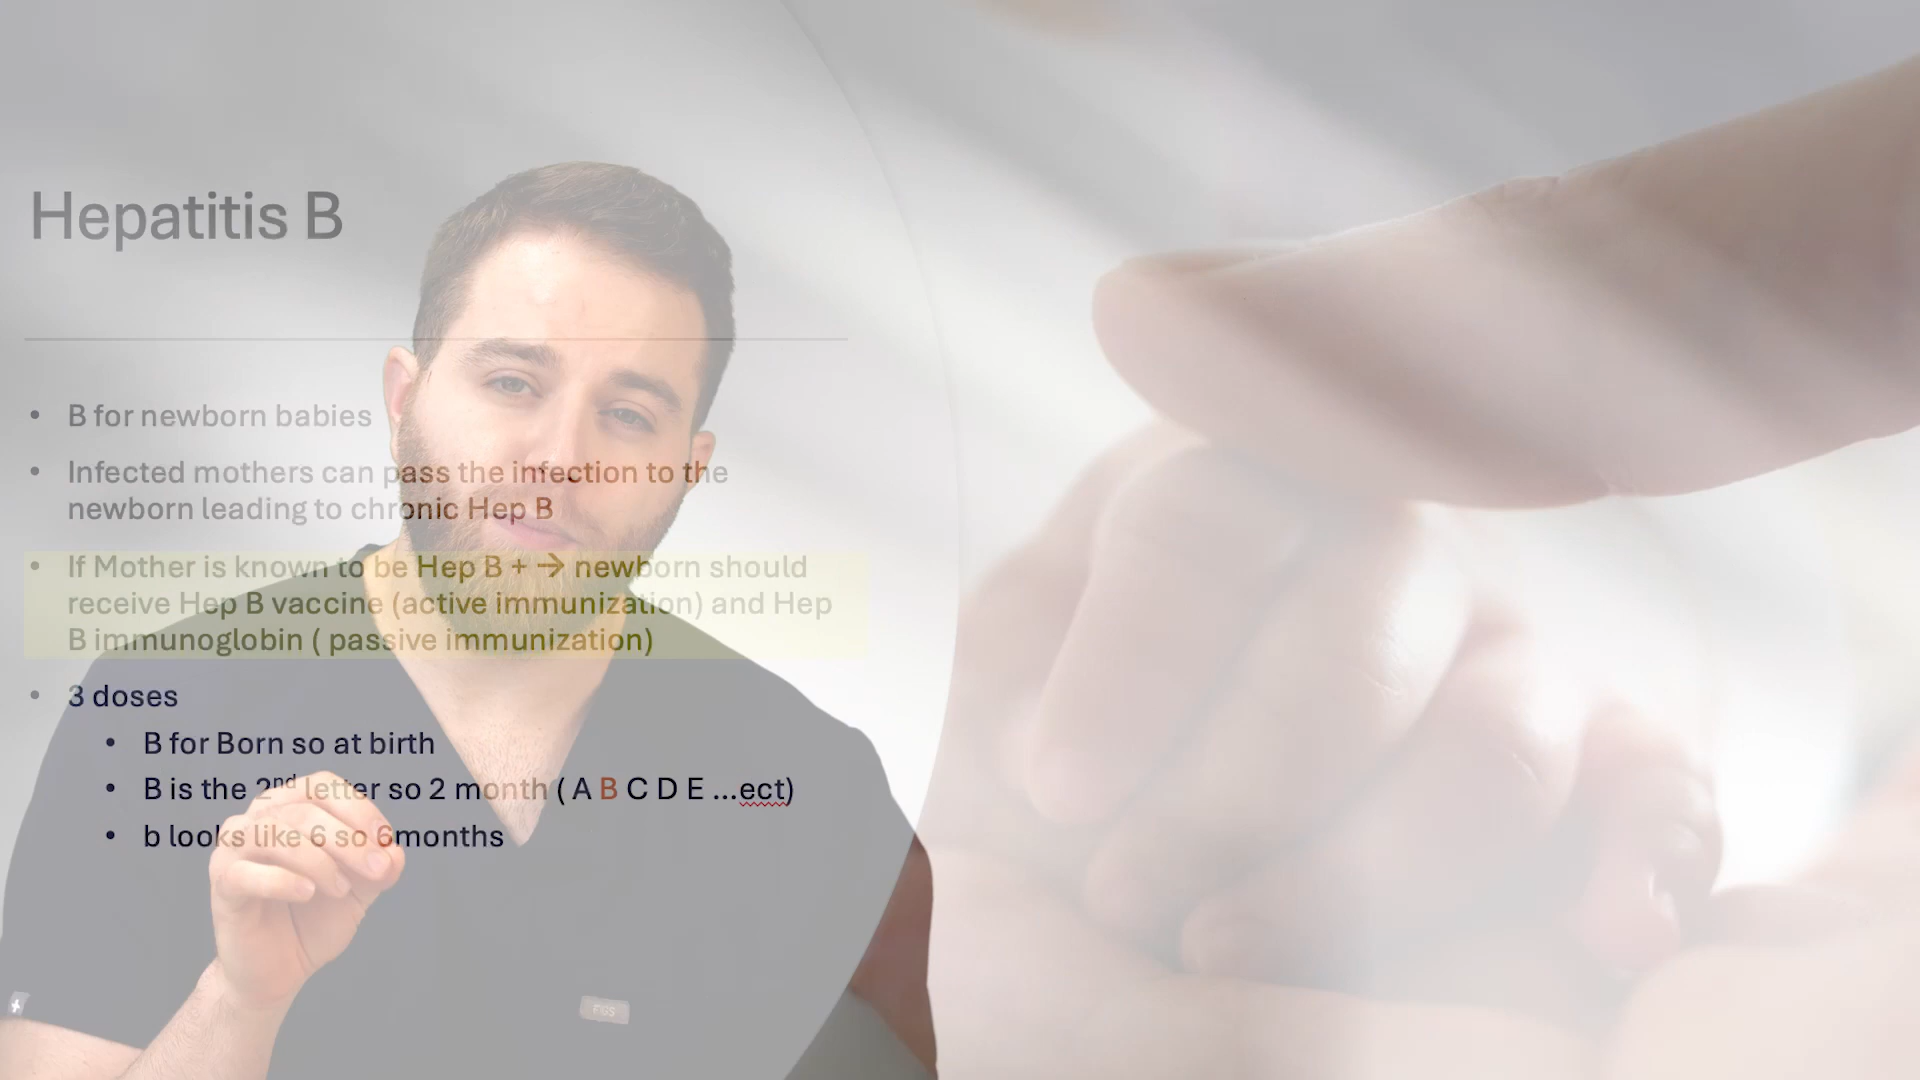 Hepatitis B
• B for newborn babies
• Infected mothers can pass the infection to the
newborn leading to chronic Hep B
• If Mother is known to be Hep B + → newborn should
receive Hep B vaccine (active immunization) and Hep
B immunoglobin ( passive immunization)
• 3 doses
• B for Born so at birth
• B is the 2nd letter so 2 month ( A B C D E ...ect)
• b looks like 6 so 6months
FIGS